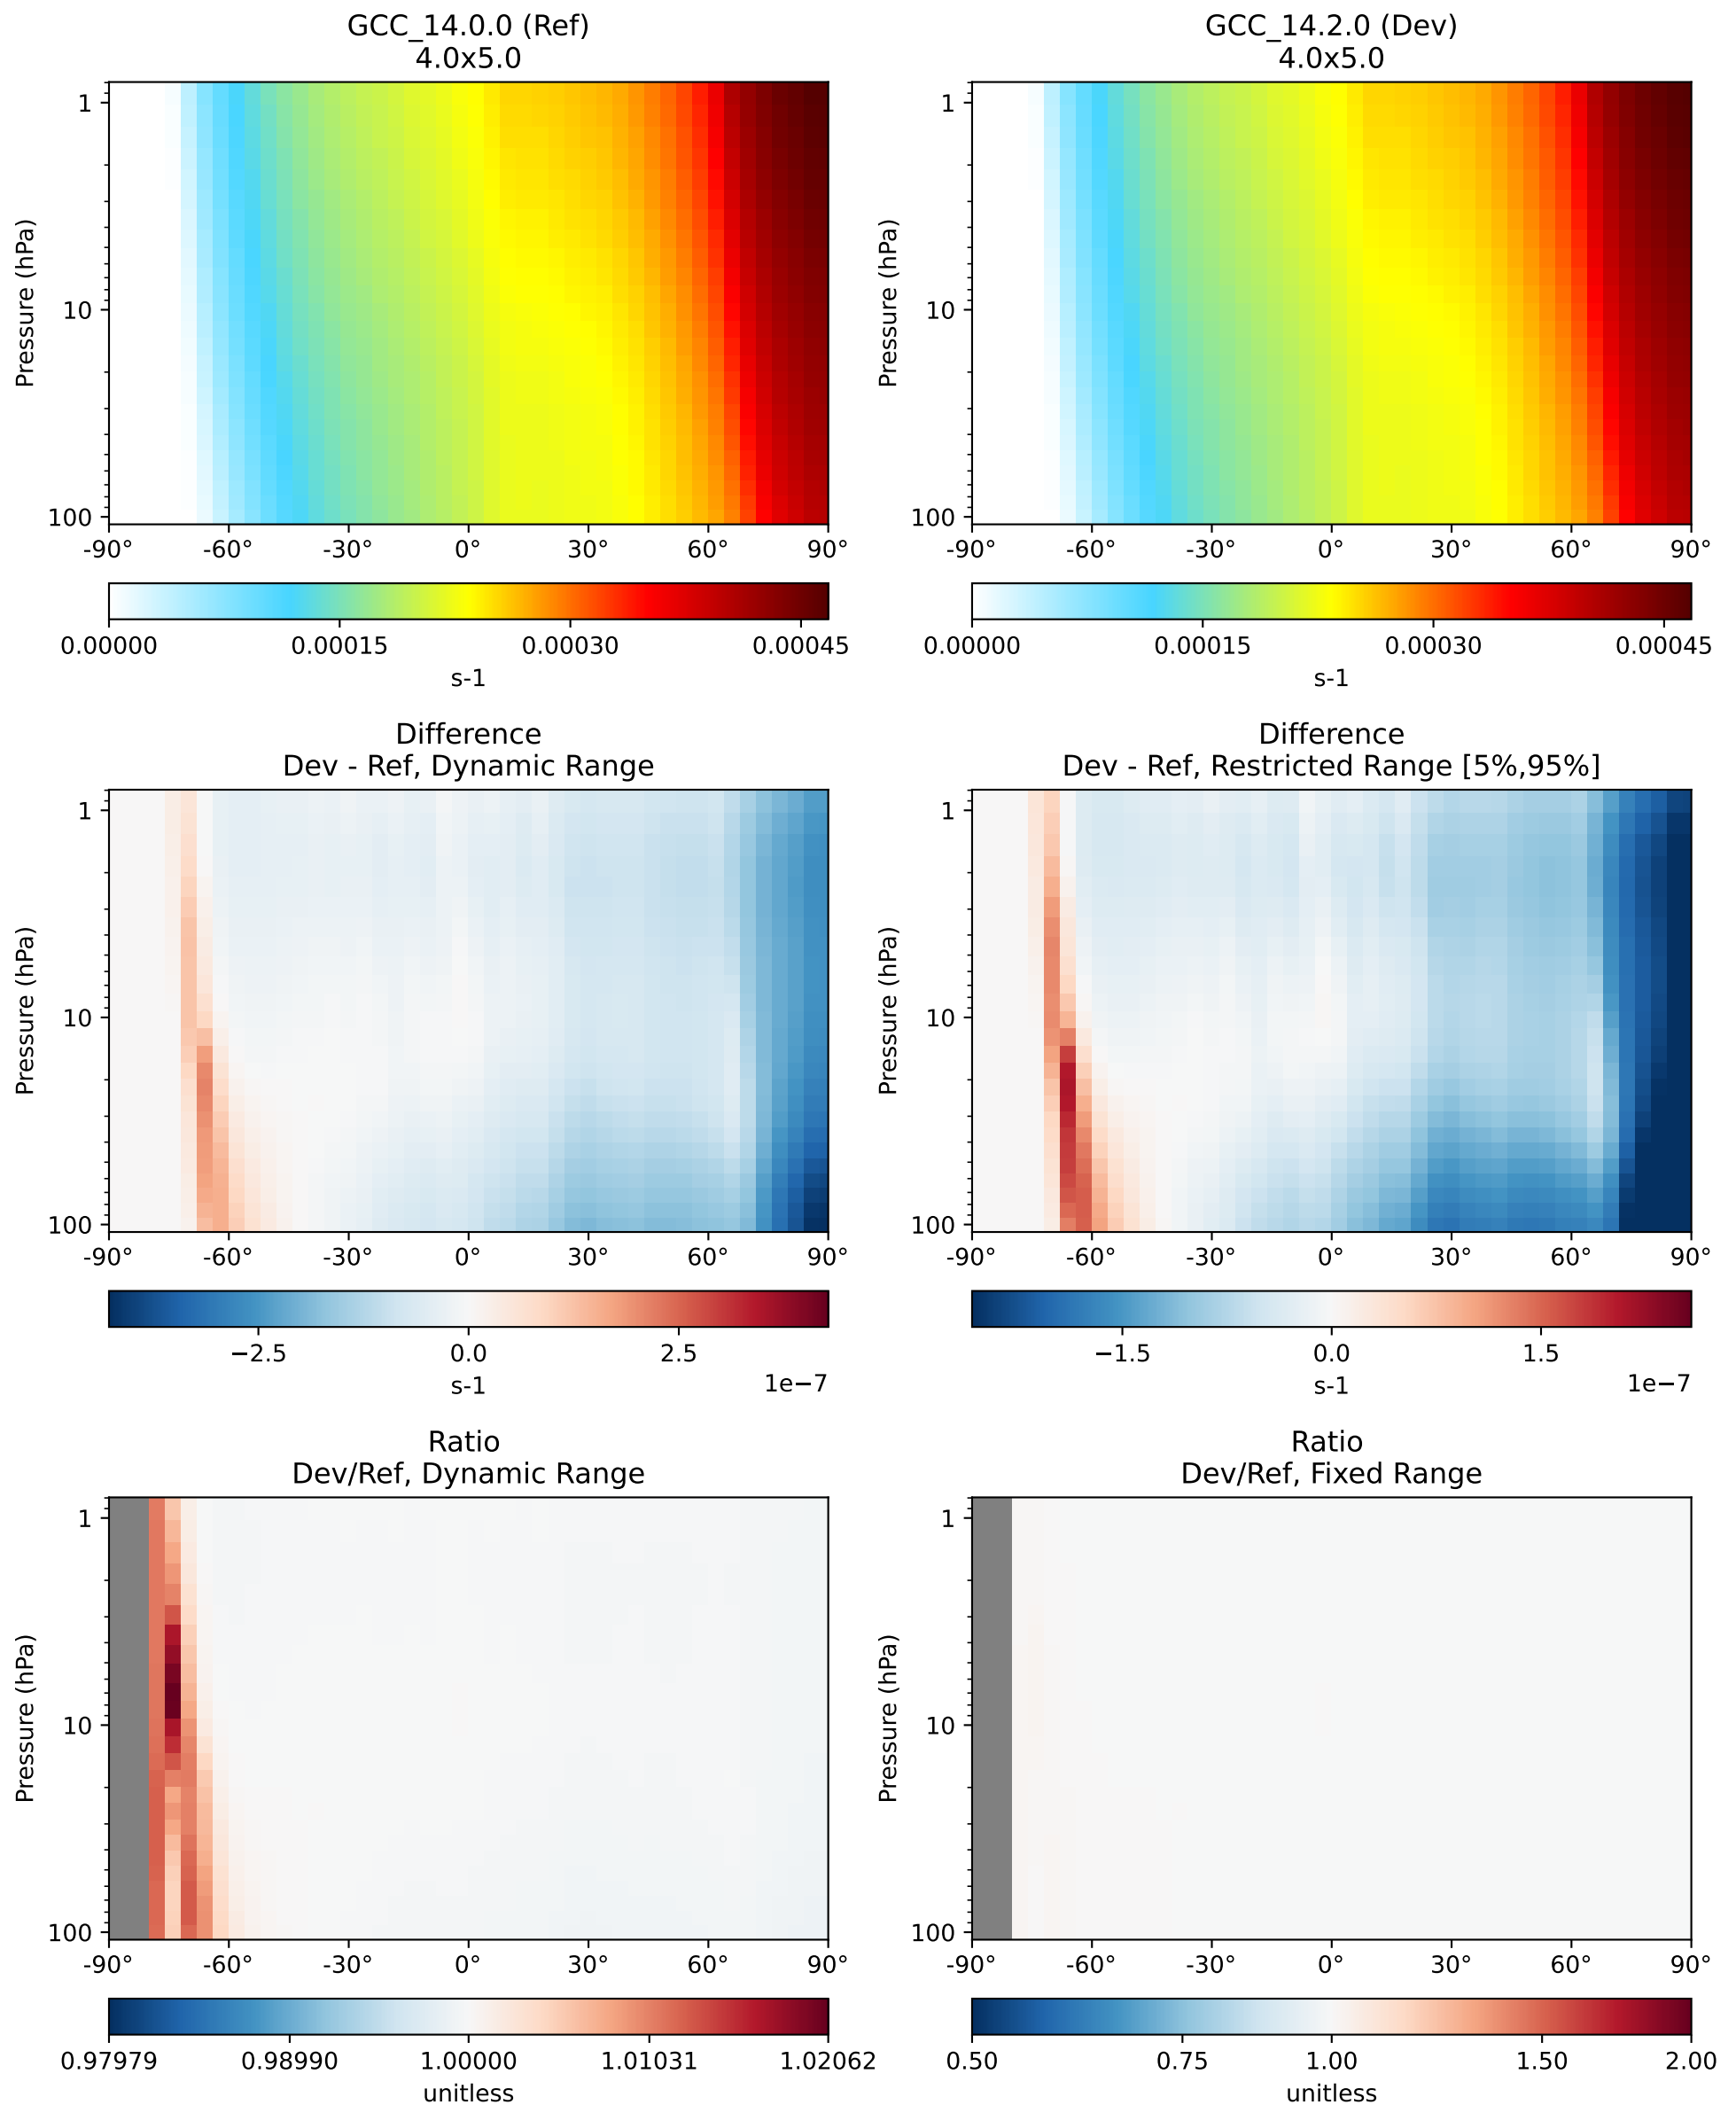 GCC_14.0.0 (Ref)
4.0x5.0
Pressure (hPa)
1
10
100
-90° -60° -30° 0° 30° 60° 90°
0.00000 0.00015 0.00030 0.00045
s-1
GCC_14.2.0 (Dev)
4.0x5.0
Pressure (hPa)
1
10
100
-90° -60° -30° 0° 30° 60° 90°
0.00000 0.00015 0.00030 0.00045
s-1
Difference
Dev - Ref, Dynamic Range
Pressure (hPa)
1
10
100
-90° -60° -30° 0° 30° 60° 90°
−2.5 0.0 2.5
s-1
1e−7
Difference
Dev - Ref, Restricted Range [5%,95%]
Pressure (hPa)
1
10
100
-90° -60° -30° 0° 30° 60° 90°
−1.5 0.0 1.5
s-1
1e−7
Ratio
Dev/Ref, Dynamic Range
Pressure (hPa)
1
10
100
-90° -60° -30° 0° 30° 60° 90°
0.97979 0.98990 1.00000 1.01031 1.02062
unitless
Ratio
Dev/Ref, Fixed Range
Pressure (hPa)
1
10
100
-90° -60° -30° 0° 30° 60° 90°
0.50 0.75 1.00 1.50 2.00
unitless